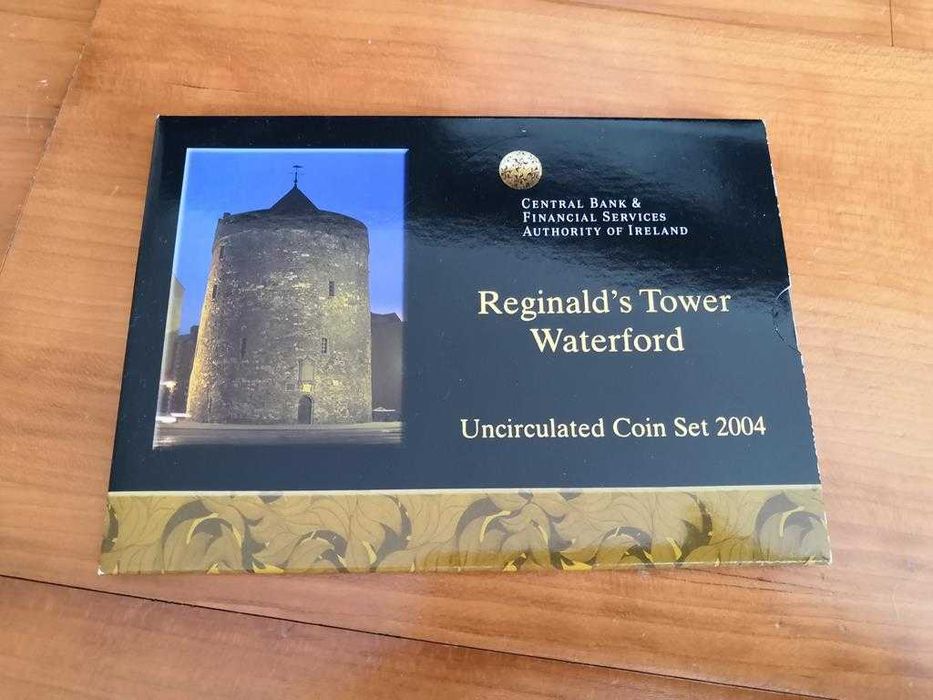 Central Bank &
Financial Services
Authority of Ireland
Reginald's Tower
Waterford
Uncirculated Coin Set 2004